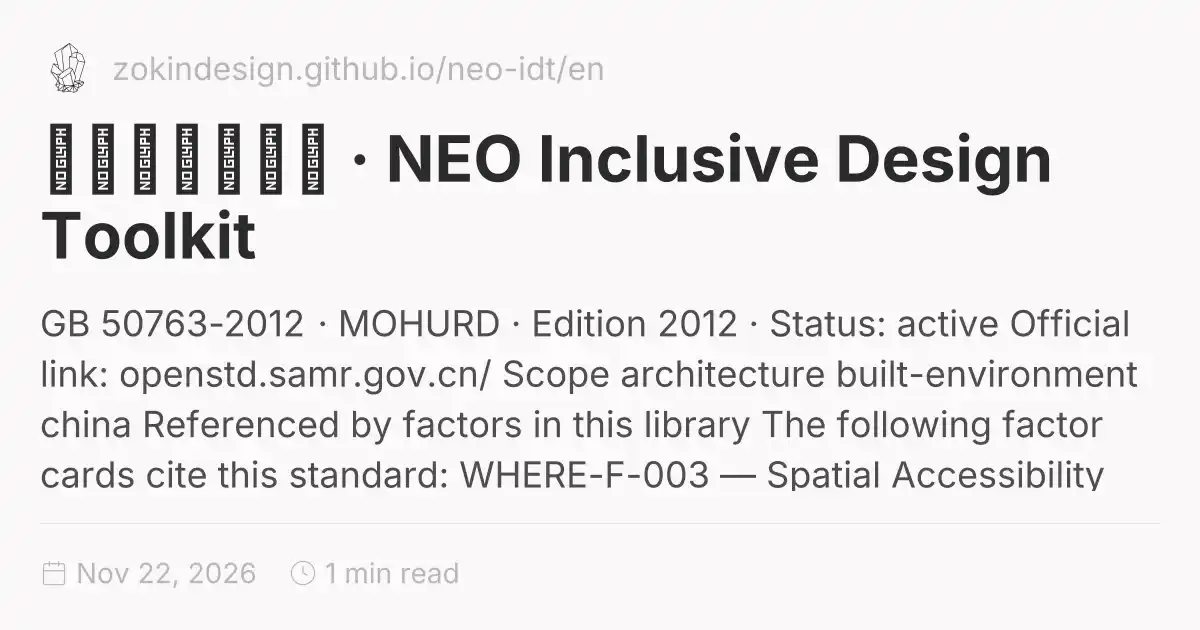 zokindesign.github.io/neo-idt/en
· NEO Inclusive Design
Toolkit
GB 50763-2012 · MOHURD · Edition 2012 · Status: active Official
link: openstd.samr.gov.cn/ Scope architecture built-environment
china Referenced by factors in this library The following factor
cards cite this standard: WHERE-F-003 — Spatial Accessibility
Nov 22, 2026 1 min read